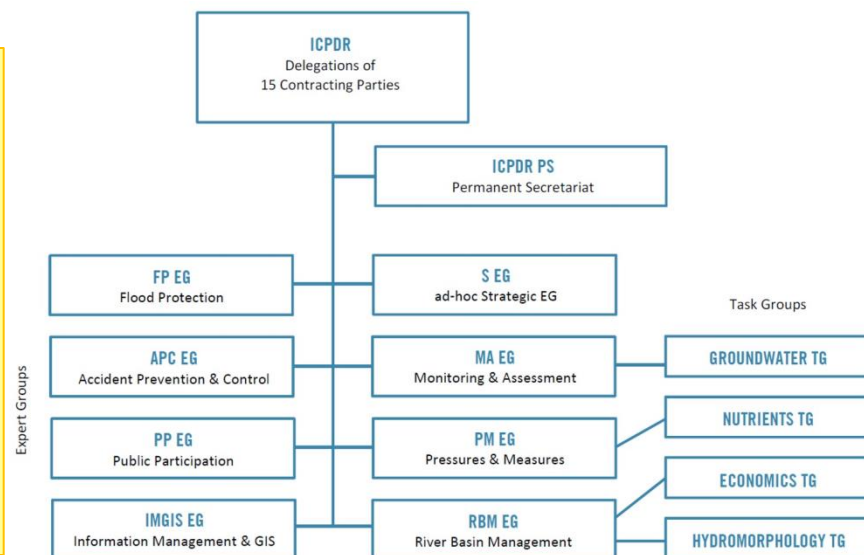 ICPDR
Delegations of
15 Contracting Parties
ICPDR PS
Permanent Secretariat
FP EG
Flood Protection
S EG
ad-hoc Strategic EG
Task Groups
Expert Groups
APC EG
Accident Prevention & Control
MA EG
Monitoring & Assessment
GROUNDWATER TG
PP EG
Public Participation
PM EG
Pressures & Measures
NUTRIENTS TG
ECONOMICS TG
IMGIS EG
Information Management & GIS
RBM EG
River Basin Management
HYDROMORPHOLOGY TG